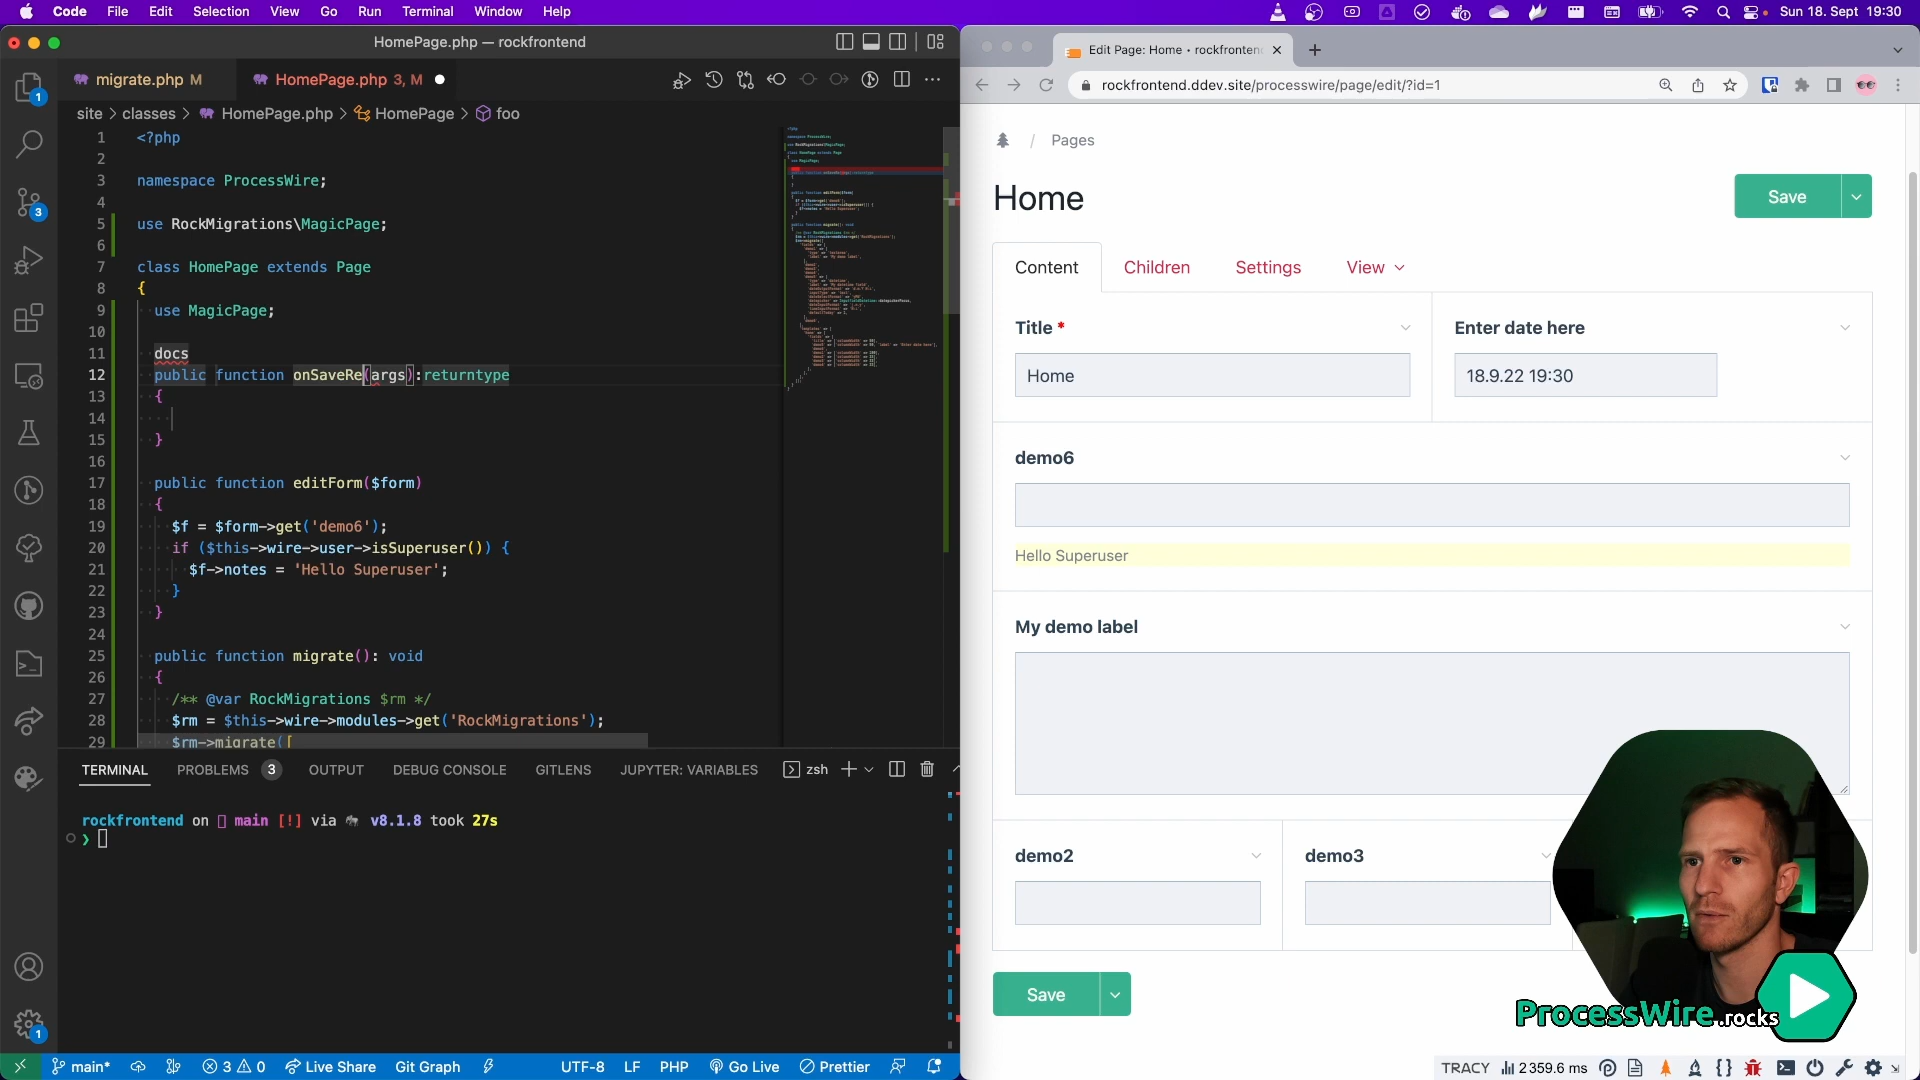 Code File Edit Selection View Go Run Terminal Window Help
Sun 18. Sept 19:30
HomePage.php — rockfrontend
migrate.php M
HomePage.php 3, M
site > classes > HomePage.php > HomePage > foo
1 <?php
2
3 namespace ProcessWire;
4
5 use RockMigrations\MagicPage;
6
7 class HomePage extends Page
8 {
9 use MagicPage;
10
11 docs
12 public function onSaveRe(args):returntype
13 {
14
15 }
16
17 public function editForm($form)
18 {
19 $f = $form->get('demo6');
20 if ($this->wire->user->isSuperuser()) {
21 $f->notes = 'Hello Superuser';
22 }
23 }
24
25 public function migrate(): void
26 {
27 /** @var RockMigrations $rm */
28 $rm = $this->wire->modules->get('RockMigrations');
29 $rm->migrate([
1
3
1
TERMINAL PROBLEMS 3 OUTPUT DEBUG CONSOLE GITLENS JUPYTER: VARIABLES zsh
rockfrontend on main [!] via v8.1.8 took 27s
❯
main* 3 0 Live Share Git Graph UTF-8 LF PHP Go Live Prettier
Edit Page: Home • rockfronten
rockfrontend.ddev.site/processwire/page/edit/?id=1
/ Pages
Home
Save
Content Children Settings View
Title *
Enter date here
Home
18.9.22 19:30
demo6
Hello Superuser
My demo label
demo2
demo3
Save
ProcessWire.rocks
TRACY 2 359.6 ms